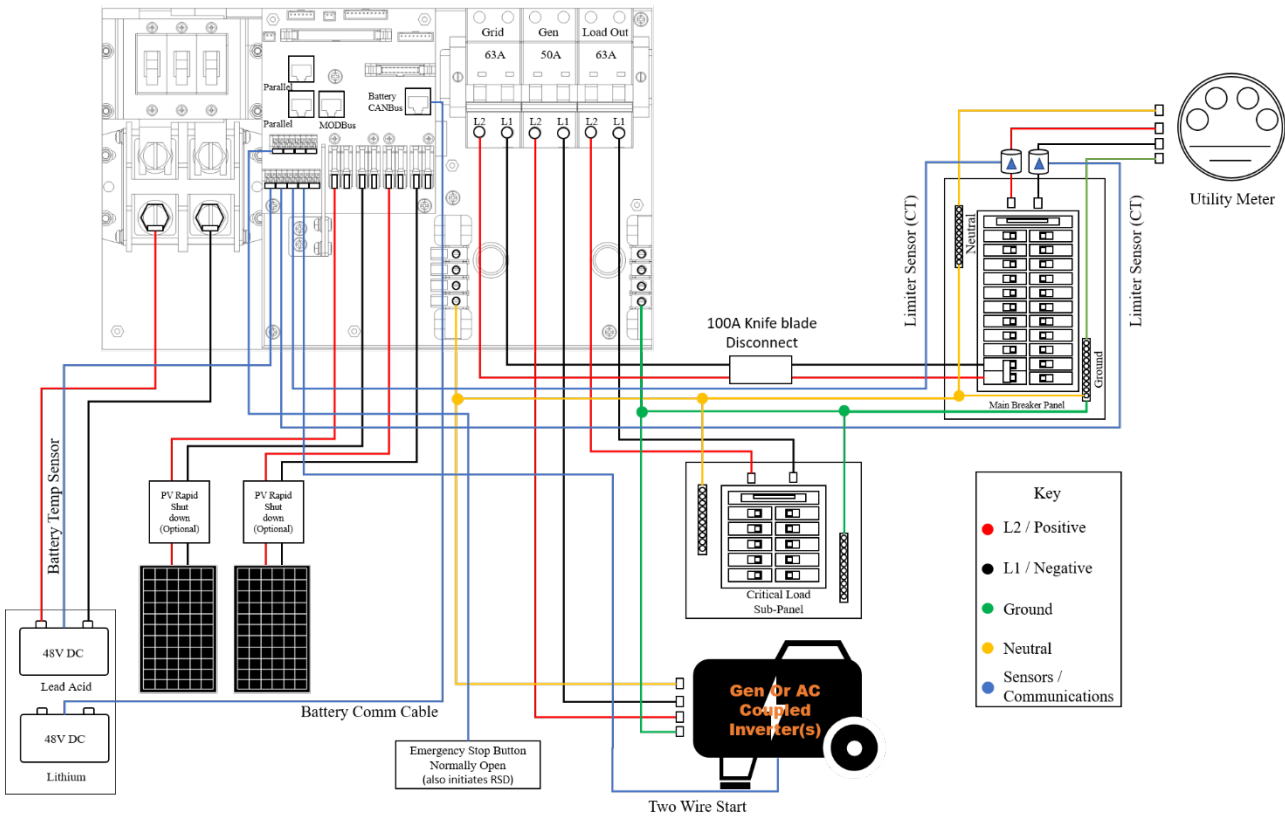 Grid
Gen
Load Out
63A
50A
63A
Parallel
Battery
CANBus
Parallel
MODBus
L2
L1
L2
L1
L2
L1
Utility Meter
Limiter Sensor (CT)
Neutral
Limiter Sensor (CT)
100A Knife blade
Disconnect
Ground
Main Breaker Panel
Battery Temp Sensor
PV Rapid
Shut
down
(Optional)
PV Rapid
Shut
down
(Optional)
Critical Load
Sub-Panel
Key
L2 / Positive
L1 / Negative
Ground
Neutral
Sensors /
Communications
48V DC
Lead Acid
48V DC
Lithium
Battery Comm Cable
Gen Or AC
Coupled
Inverter(s)
Emergency Stop Button
Normally Open
(also initiates RSD)
Two Wire Start